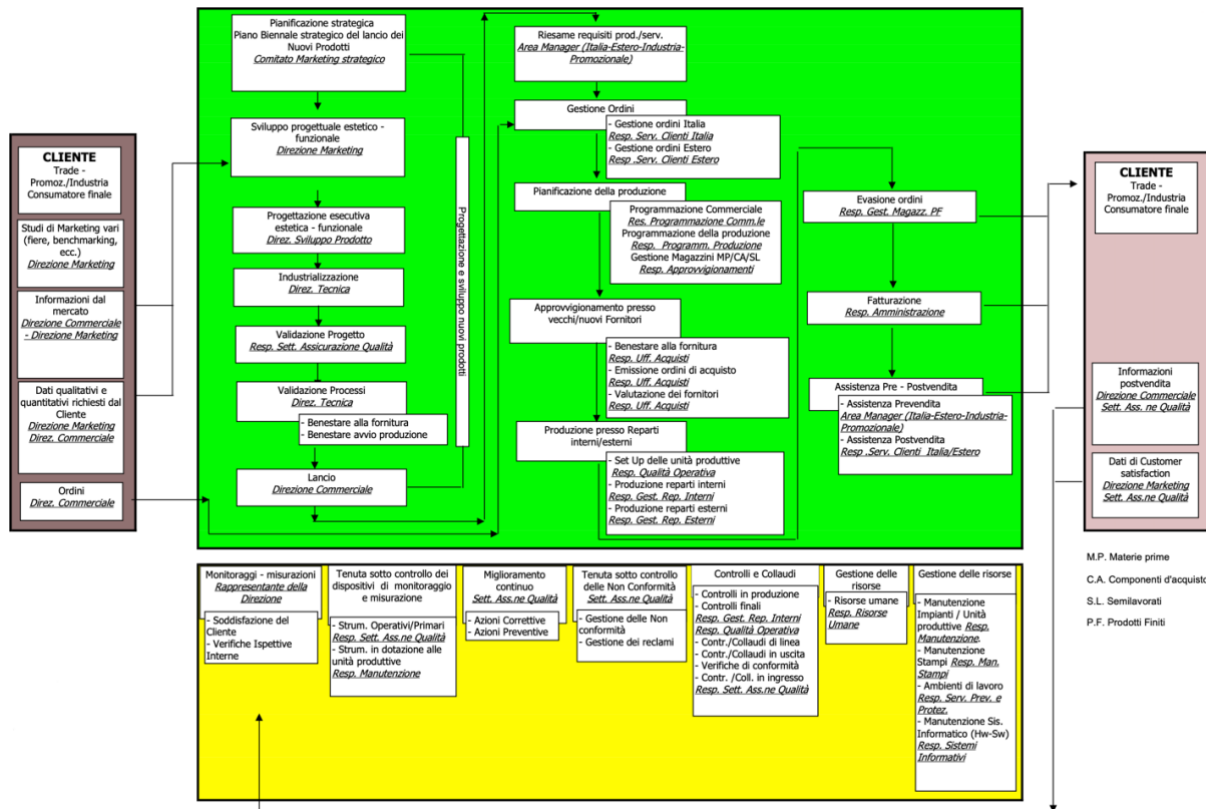 CLIENTE
Trade -
Promoz./Industria
Consumatore finale
Studi di Marketing vari
(fiere, benchmarking,
ecc.)
Direzione Marketing
Informazioni dal
mercato
Direzione Commerciale
- Direzione Marketing
Dati qualitativi e
quantitativi richiesti dal
Cliente
Direzione Marketing
Direz. Commerciale
Ordini
Direz. Commerciale
Pianificazione strategica
Piano Biennale strategico del lancio dei
Nuovi Prodotti
Comitato Marketing strategico
Sviluppo progettuale estetico -
funzionale
Direzione Marketing
Progettazione esecutiva
estetica - funzionale
Direz. Sviluppo Prodotto
Industrializzazione
Direz. Tecnica
Validazione Progetto
Resp. Sett. Assicurazione Qualità
Validazione Processi
Direz. Tecnica
- Benestare alla fornitura
- Benestare avvio produzione
Lancio
Direzione Commerciale
Progettazione e sviluppo nuovi prodotti
Riesame requisiti prod./serv.
Area Manager (Italia-Estero-Industria-
Promozionale)
Gestione Ordini
- Gestione ordini Italia
Resp. Serv. Clienti Italia
- Gestione ordini Estero
Resp .Serv. Clienti Estero
Pianificazione della produzione
Programmazione Commerciale
Res. Programmazione Comm.le
Programmazione della produzione
Resp. Programm. Produzione
Gestione Magazzini MP/CA/SL
Resp. Approvvigionamenti
Approvvigionamento presso
vecchi/nuovi Fornitori
- Benestare alla fornitura
Resp. Uff. Acquisti
- Emissione ordini di acquisto
Resp. Uff. Acquisti
- Valutazione dei fornitori
Resp. Uff. Acquisti
Produzione presso Reparti
interni/esterni
- Set Up delle unità produttive
Resp. Qualità Operativa
- Produzione reparti interni
Resp. Gest. Rep. Interni
- Produzione reparti esterni
Resp. Gest. Rep. Esterni
Evasione ordini
Resp. Gest. Magazz. PF
Fatturazione
Resp. Amministrazione
Assistenza Pre - Postvendita
- Assistenza Prevendita
Area Manager (Italia-Estero-Industria-
Promozionale)
- Assistenza Postvendita
Resp .Serv. Clienti Italia/Estero
CLIENTE
Trade -
Promoz./Industria
Consumatore finale
Informazioni
postvendita
Direzione Commerciale
Sett. Ass.ne Qualità
Dati di Customer
satisfaction
Direzione Marketing
Sett. Ass.ne Qualità
M.P. Materie prime
C.A. Componenti d'acquisto
S.L. Semilavorati
P.F. Prodotti Finiti
Monitoraggi - misurazioni
Rappresentante della
Direzione
- Soddisfazione del
Cliente
- Verifiche Ispettive
Interne
Tenuta sotto controllo dei
dispositivi di monitoraggio
e misurazione
- Strum. Operativi/Primari
Resp. Sett. Ass.ne Qualità
- Strum. in dotazione alle
unità produttive
Resp. Manutenzione
Miglioramento
continuo
Sett. Ass.ne Qualità
- Azioni Correttive
- Azioni Preventive
Tenuta sotto controllo
delle Non Conformità
Sett. Ass.ne Qualità
- Gestione delle Non
conformità
- Gestione dei reclami
Controlli e Collaudi
- Controlli in produzione
- Controlli finali
Resp. Gest. Rep. Interni
Resp. Qualità Operativa
- Contr./Collaudi di linea
- Contr./Collaudi in uscita
- Verifiche di conformità
- Contr. /Coll. in ingresso
Resp. Sett. Ass.ne Qualità
Gestione delle
risorse
- Risorse umane
Resp. Risorse
Umane
Gestione delle risorse
- Manutenzione
Impianti / Unità
produttive Resp.
Manutenzione.
- Manutenzione
Stampi Resp. Man.
Stampi
- Ambienti di lavoro
Resp. Serv. Prev. e
Protez.
- Manutenzione Sis.
Informatico (Hw-Sw)
Resp. Sistemi
Informativi